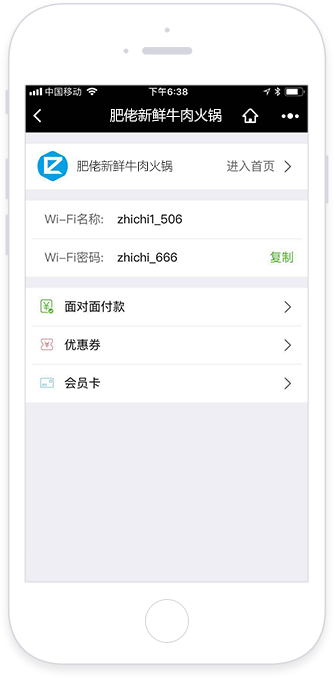 中国移动 下午6:38
肥佬新鲜牛肉火锅
肥佬新鲜牛肉火锅 进入首页
Wi-Fi名称: zhichi1_506
Wi-Fi密码: zhichi_666 复制
面对面付款
优惠券
会员卡